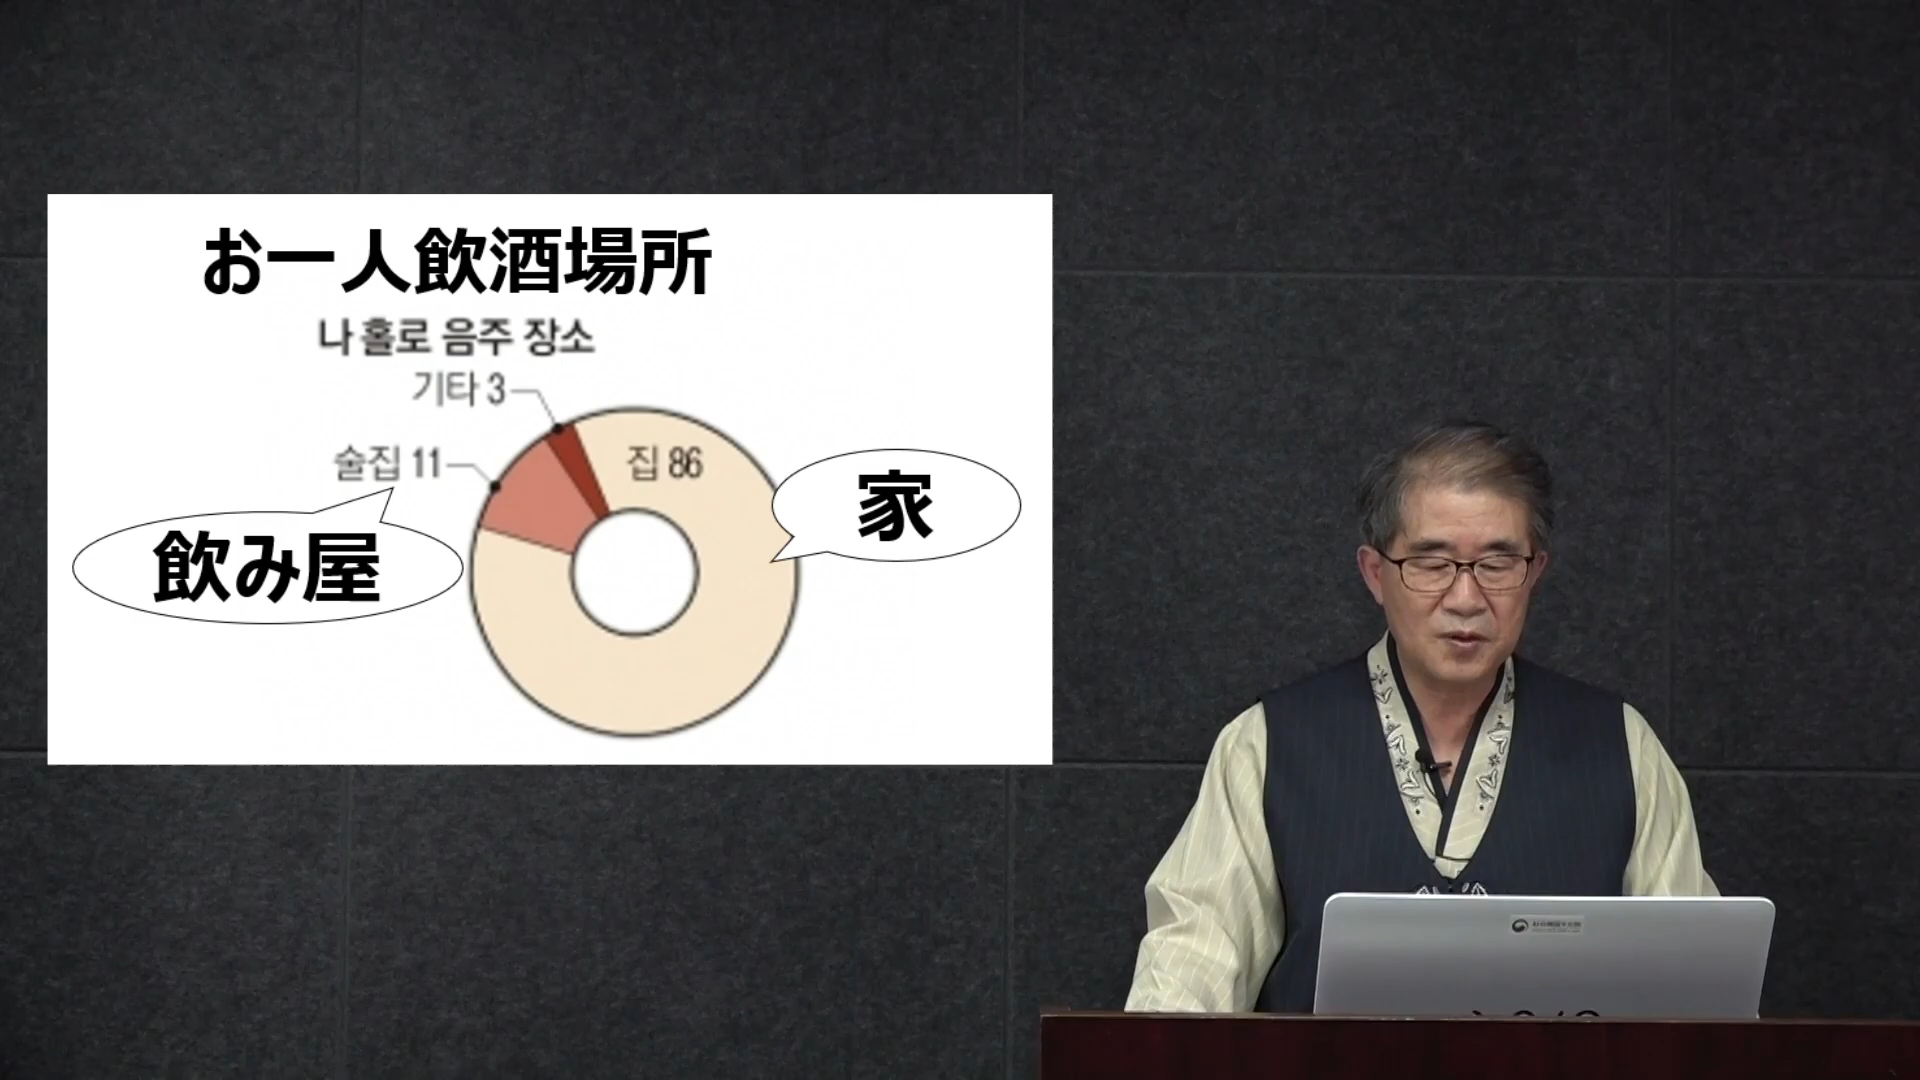 お一人飲酒場所
나 홀로 음주 장소
기타 3
술집 11
집 86
飲み屋
家